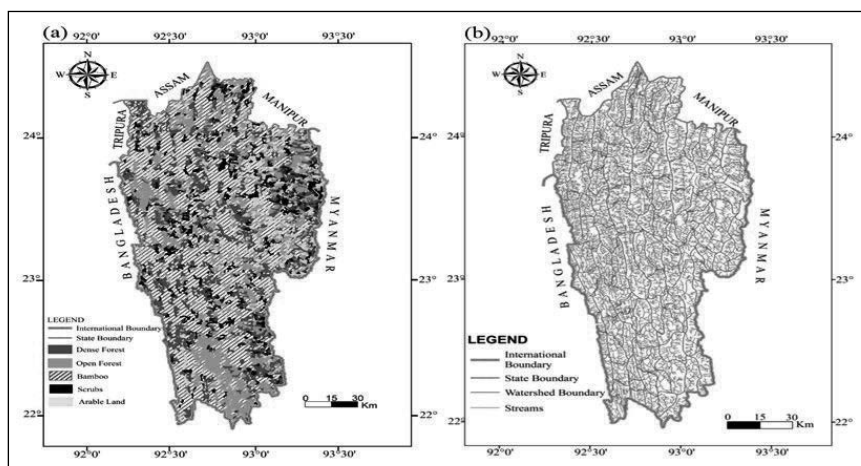 (a)
92° 0' 92°.30' 93° 0' 93°.30'
N
W E
S
ASSAM
TRIPURA
MANIPUR
24° 24°
BANGLADESH
MYANMAR
23° 23°
LEGEND
International Boundary
State Boundary
Dense Forest
Open Forest
Bamboo
Scrubs
Arable Land
0 15 30
Km
22° 22°
92° 0' 92°.30' 93° 0' 93°.30'
(b)
92° 0' 92°.30' 93° 0' 93°.30'
N
W E
S
ASSAM
TRIPURA
MANIPUR
24° 24°
BANGLADESH
MYANMAR
23° 23°
LEGEND
International
Boundary
State Boundary
Watershed Boundary
Streams
0 15 30
Km
22° 22°
92° 0' 92°.30' 93° 0' 93°.30'